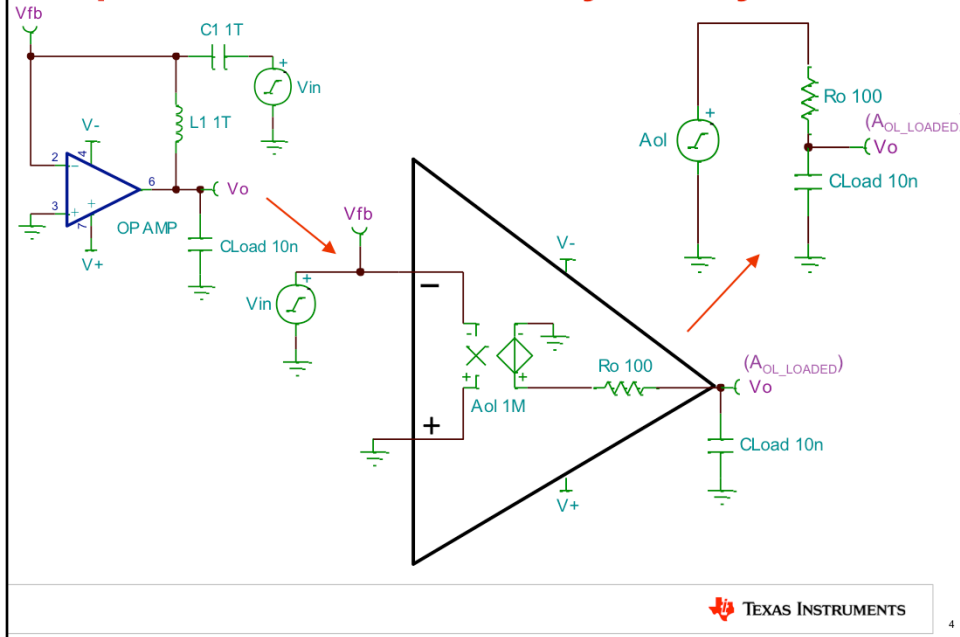 Vfb
C1 1T
+
Vin
L1 1T
V-
2
4
-
6
Vo
3
+
+
7
OPAMP
V+
CLoad 10n
Vfb
+
Vin
−
+
-
-
+
+
Aol 1M
Ro 100
V-
V+
(AOL_LOADED)
Vo
CLoad 10n
+
Aol
Ro 100
(AOL_LOADED
Vo
CLoad 10n
TEXAS INSTRUMENTS
4